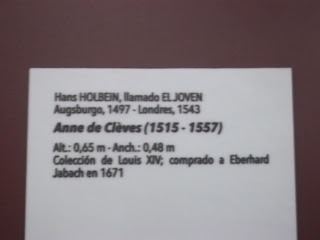 Hans HOLBEIN, llamado EL JOVEN
Augsburgo, 1497 - Londres, 1543
Anne de Clèves (1515 - 1557)
Alt.: 0,65 m - Anch.: 0,48 m
Colección de Louis XIV; comprado a Eberhard
Jabach en 1671